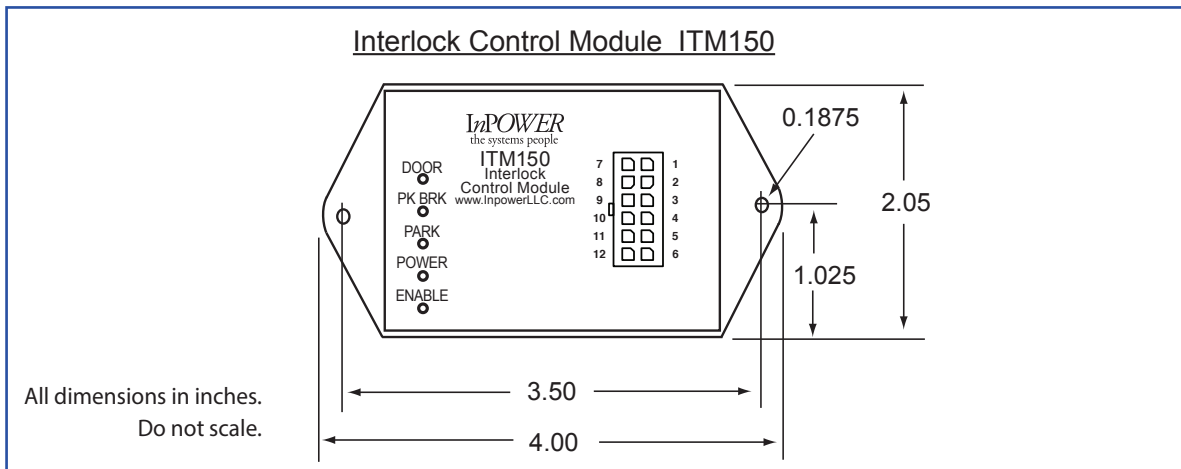 Interlock Control Module ITM150
InPOWER
the systems people
ITM150
Interlock
Control Module
www.InpowerLLC.com
DOOR
PK BRK
PARK
POWER
ENABLE
7 1
8 2
9 3
10 4
11 5
12 6
0.1875
2.05
1.025
3.50
4.00
All dimensions in inches.
Do not scale.